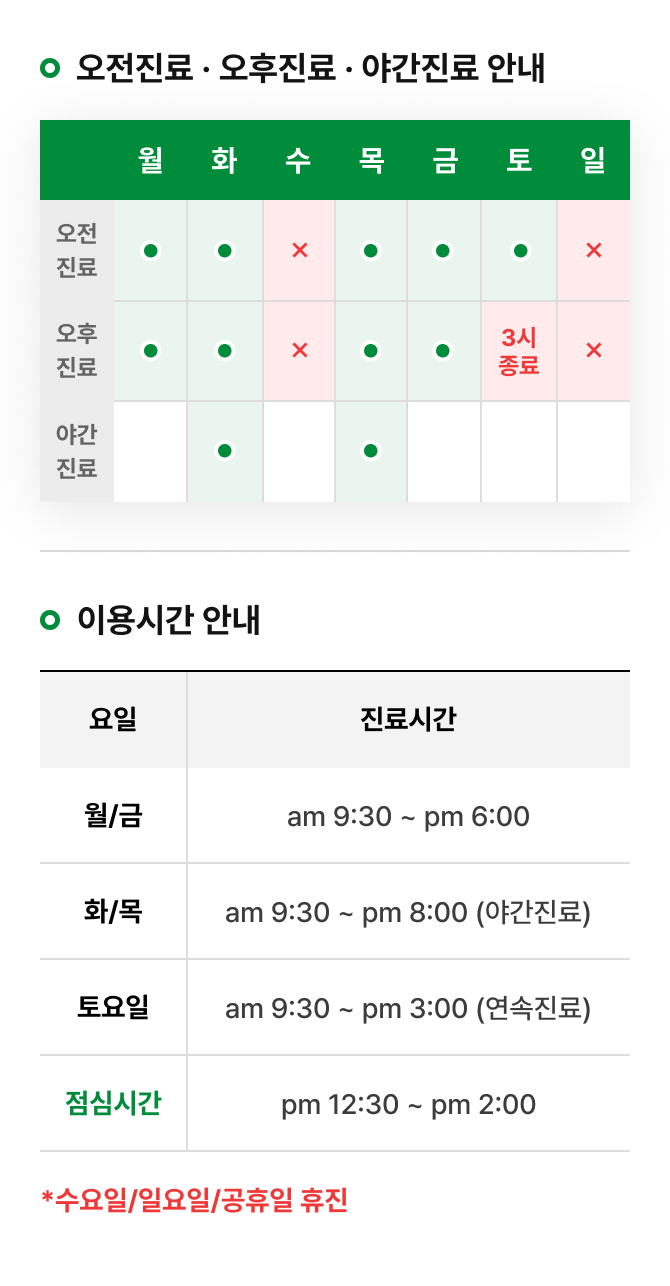 오전진료 · 오후진료 · 야간진료 안내
월 화 수 목 금 토 일
오전
진료
● ● × ● ● ● ×
오후
진료
● ● × ● ● 3시 종료 ×
야간
진료
● ●
이용시간 안내
요일 진료시간
월/금 am 9:30 ~ pm 6:00
화/목 am 9:30 ~ pm 8:00 (야간진료)
토요일 am 9:30 ~ pm 3:00 (연속진료)
점심시간 pm 12:30 ~ pm 2:00
*수요일/일요일/공휴일 휴진